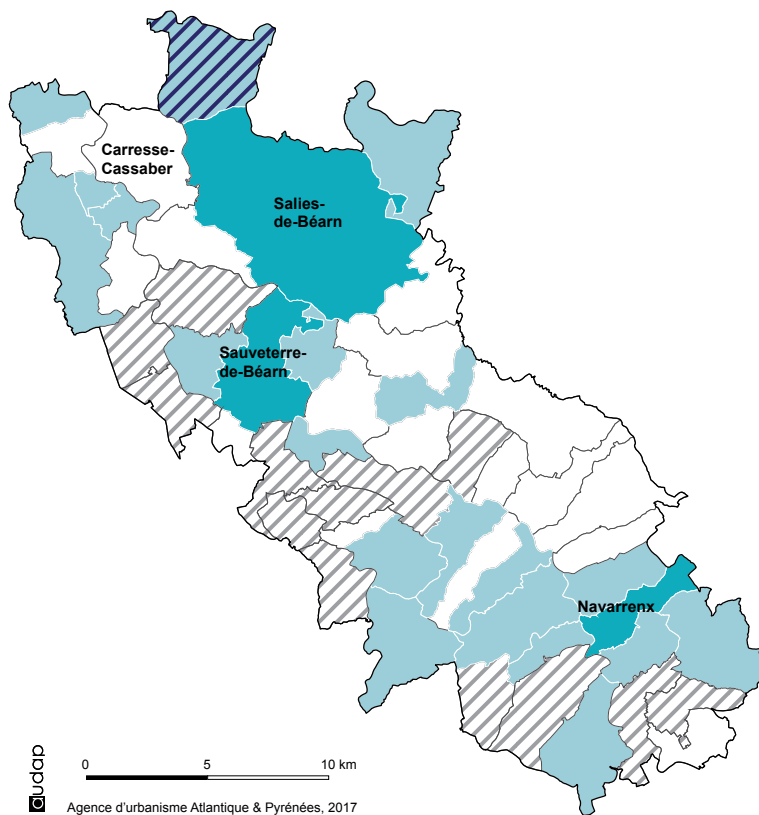 Carresse-
Cassaber
Salies-
de-Béarn
Sauveterre-
de-Béarn
Navarrenx
0 5 10 km
audap
Agence d'urbanisme Atlantique & Pyrénées, 2017